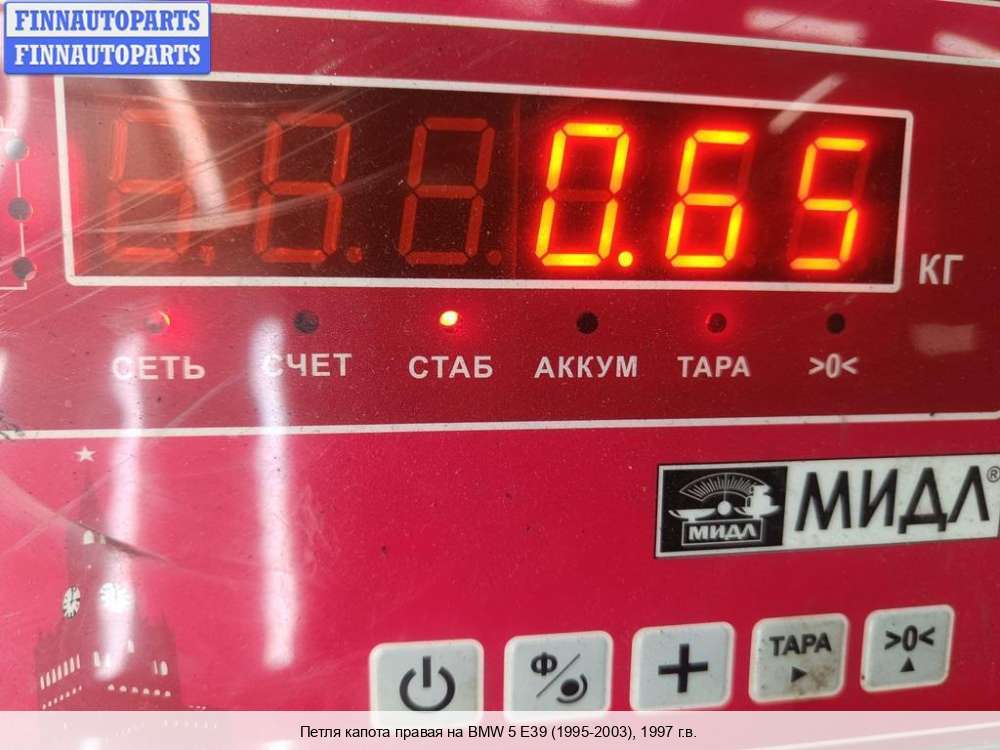 FINNAUTOPARTS
FINNAUTOPARTS
0.65
КГ
СЕТЬ СЧЕТ СТАБ АККУМ ТАРА >0<
МИДЛ МИДЛ®
Ф ТАРА >0<
Петля капота правая на BMW 5 E39 (1995-2003), 1997 г.в.